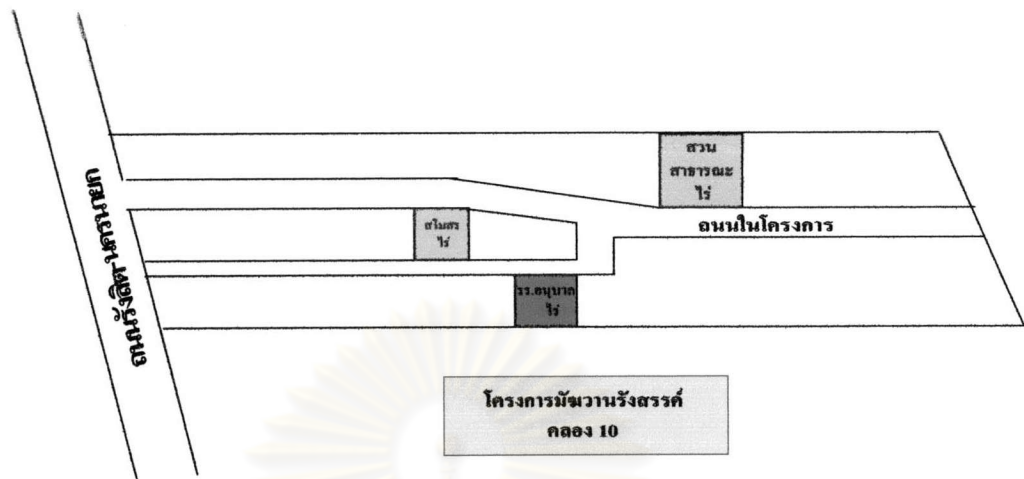 ถนนรังสิต-นครนายก
สวน
สาธารณะ
ไร่
สโมสร
ไร่
ถนนในโครงการ
รร.อนุบาล
ไร่
โครงการมัฆวานรังสรรค์
คลอง 10